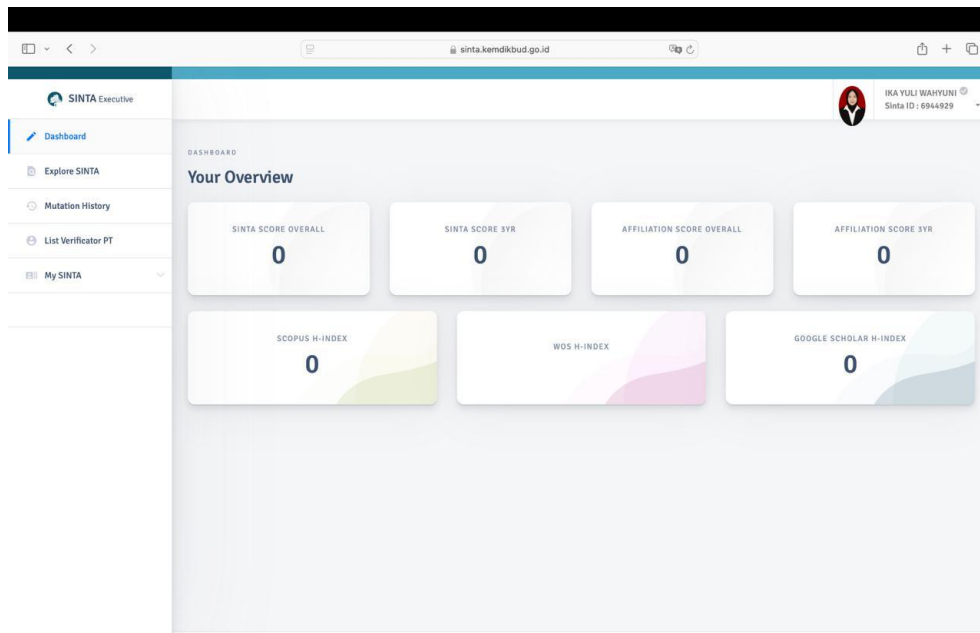 sinta.kemdikbud.go.id
SINTA Executive
IKA YULI WAHYUNI
Sinta ID : 6944929
Dashboard
Explore SINTA
Mutation History
List Verificator PT
My SINTA
DASHBOARD
Your Overview
SINTA SCORE OVERALL
0
SINTA SCORE 3YR
0
AFFILIATION SCORE OVERALL
0
AFFILIATION SCORE 3YR
0
SCOPUS H-INDEX
0
WOS H-INDEX
GOOGLE SCHOLAR H-INDEX
0